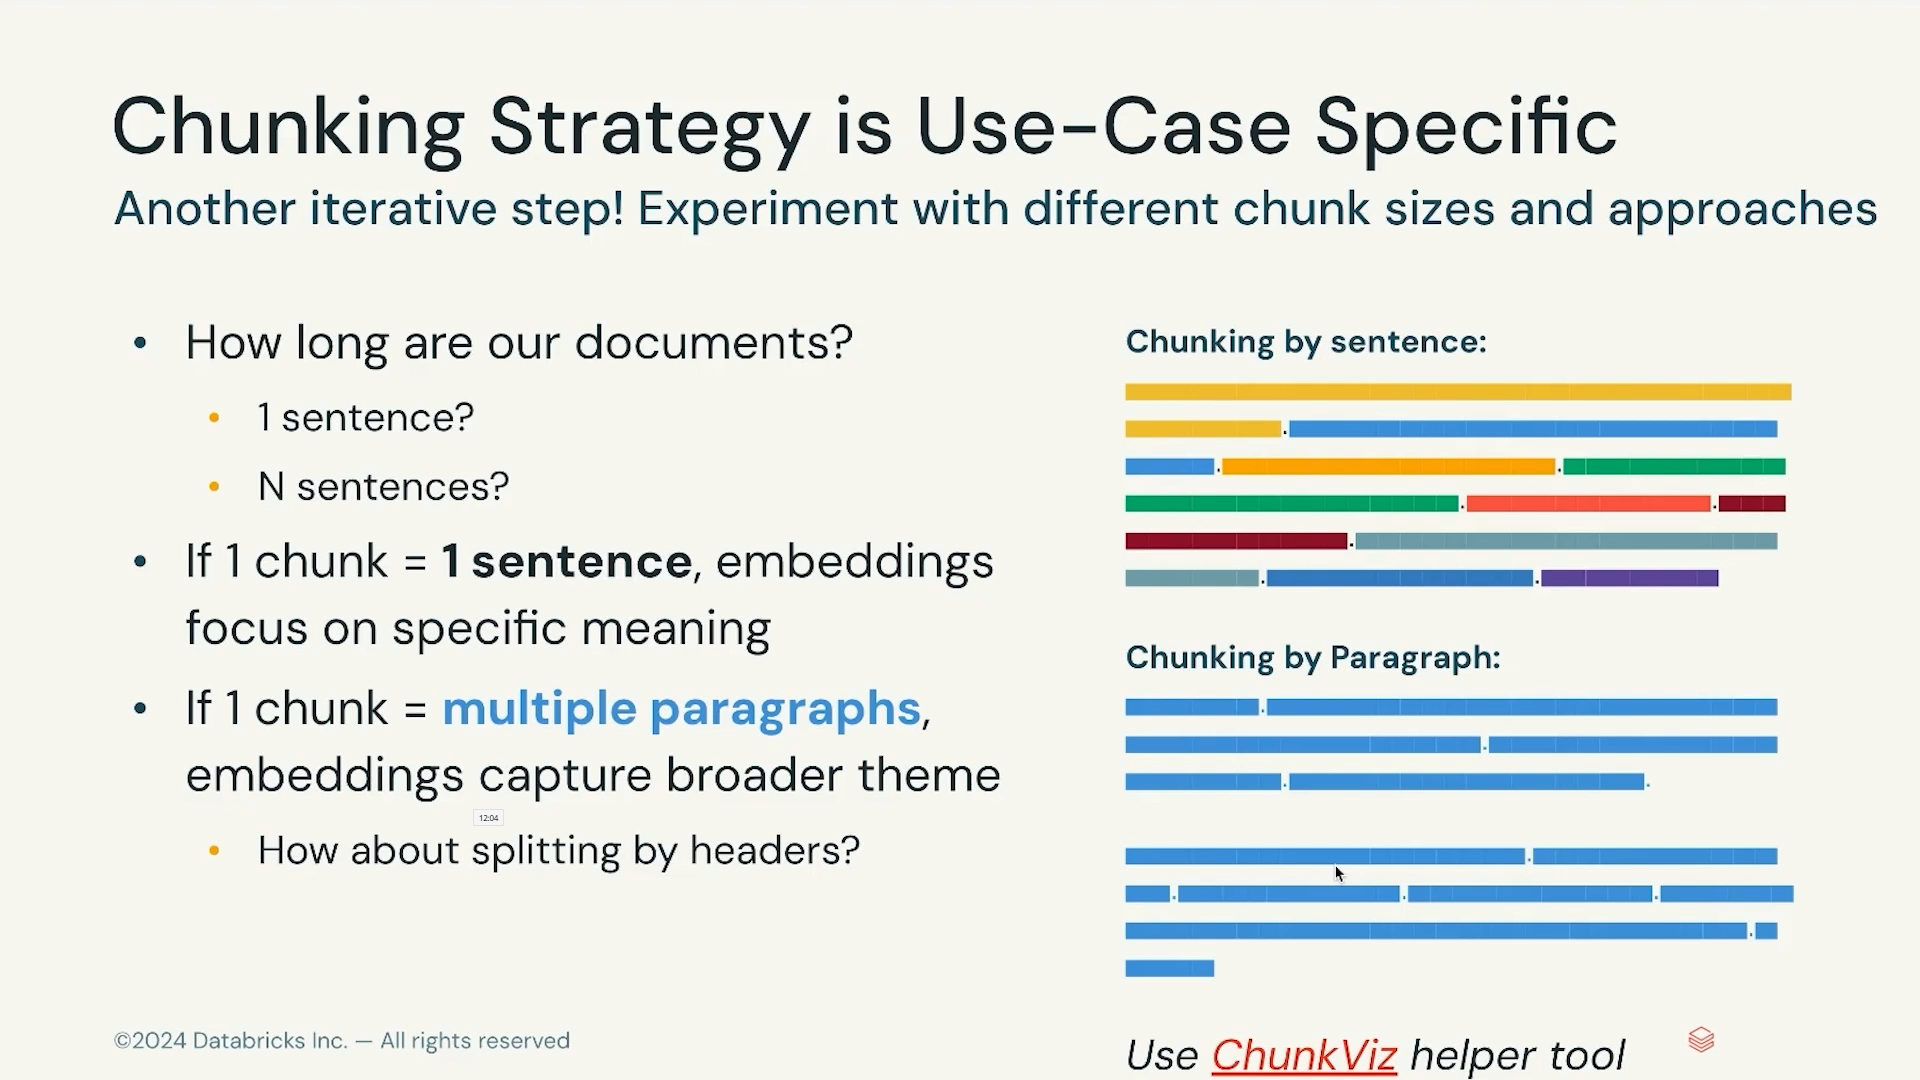 Chunking Strategy is Use-Case Specific
Another iterative step! Experiment with different chunk sizes and approaches
• How long are our documents?
• 1 sentence?
• N sentences?
• If 1 chunk = 1 sentence, embeddings
focus on specific meaning
• If 1 chunk = multiple paragraphs,
embeddings capture broader theme
12:04
• How about splitting by headers?
Chunking by sentence:
Chunking by Paragraph:
Use ChunkViz helper tool
©2024 Databricks Inc. — All rights reserved